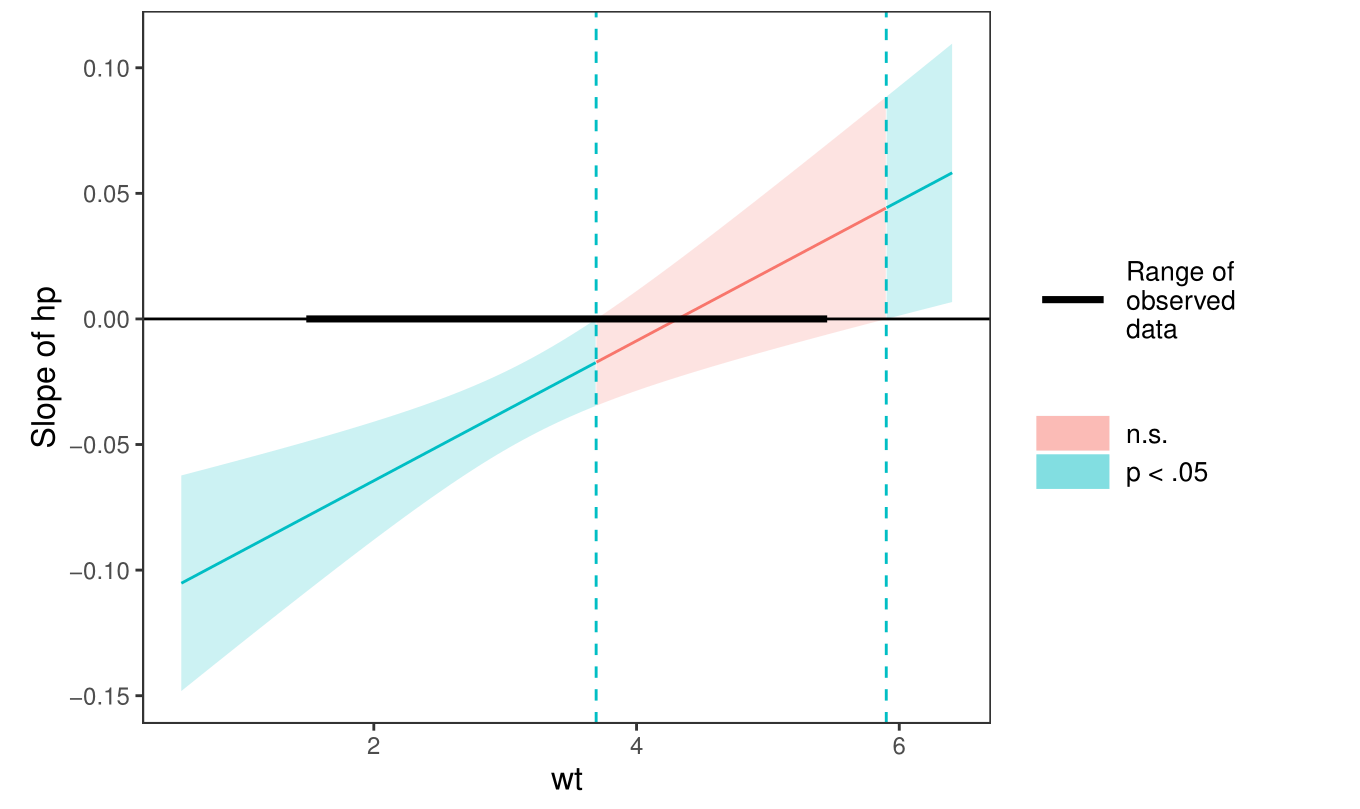 0.10
0.05
0.00
−0.05
−0.10
−0.15
Slope of hp
2 4 6
wt
Range of
observed
data
n.s.
p < .05